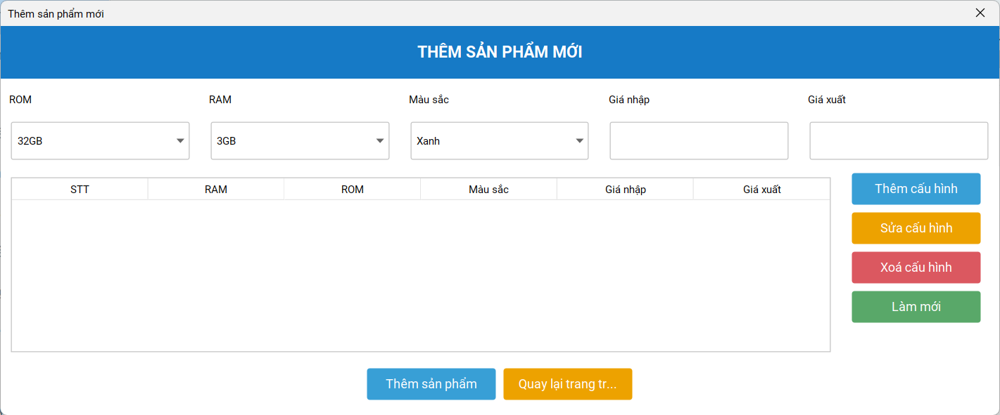 Thêm sản phẩm mới
THÊM SẢN PHẨM MỚI
ROM RAM Màu sắc Giá nhập Giá xuất
32GB 3GB Xanh
STT RAM ROM Màu sắc Giá nhập Giá xuất
Thêm cấu hình
Sửa cấu hình
Xoá cấu hình
Làm mới
Thêm sản phẩm Quay lại trang tr...